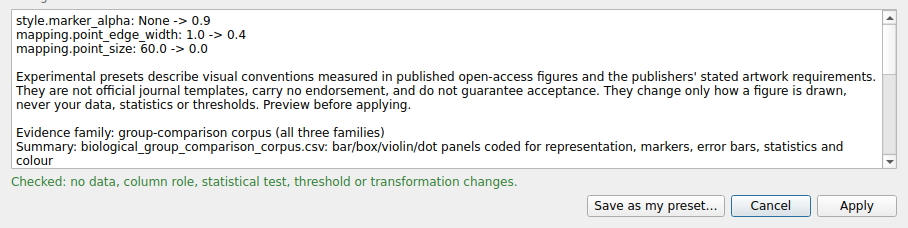 style.marker_alpha: None -> 0.9
mapping.point_edge_width: 1.0 -> 0.4
mapping.point_size: 60.0 -> 0.0

Experimental presets describe visual conventions measured in published open-access figures and the publishers' stated artwork requirements.
They are not official journal templates, carry no endorsement, and do not guarantee acceptance. They change only how a figure is drawn,
never your data, statistics or thresholds. Preview before applying.

Evidence family: group-comparison corpus (all three families)
Summary: biological_group_comparison_corpus.csv: bar/box/violin/dot panels coded for representation, markers, error bars, statistics and
colour
Checked: no data, column role, statistical test, threshold or transformation changes.
Save as my preset... Cancel Apply